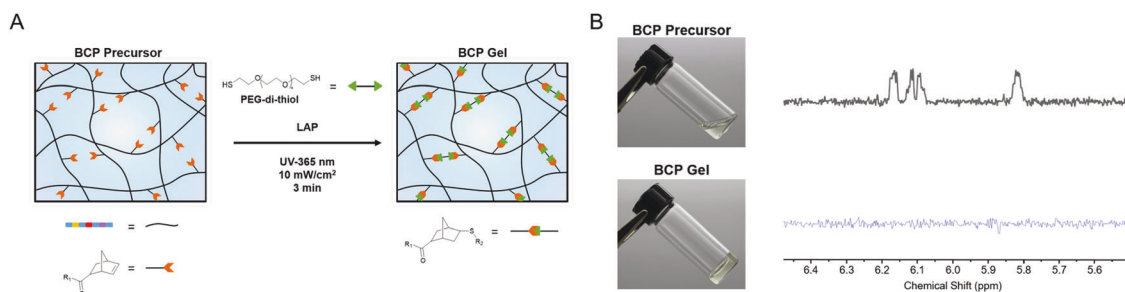 A
BCP Precursor
HS
O
O
SH
PEG-di-thiol
=
LAP
UV-365 nm
10 mW/cm²
3 min
BCP Gel
=
R₁
O
=
R₁
O
S
R₂
=
B
BCP Precursor
BCP Gel
6.4 6.3 6.2 6.1 6.0 5.9 5.8 5.7 5.6
Chemical Shift (ppm)